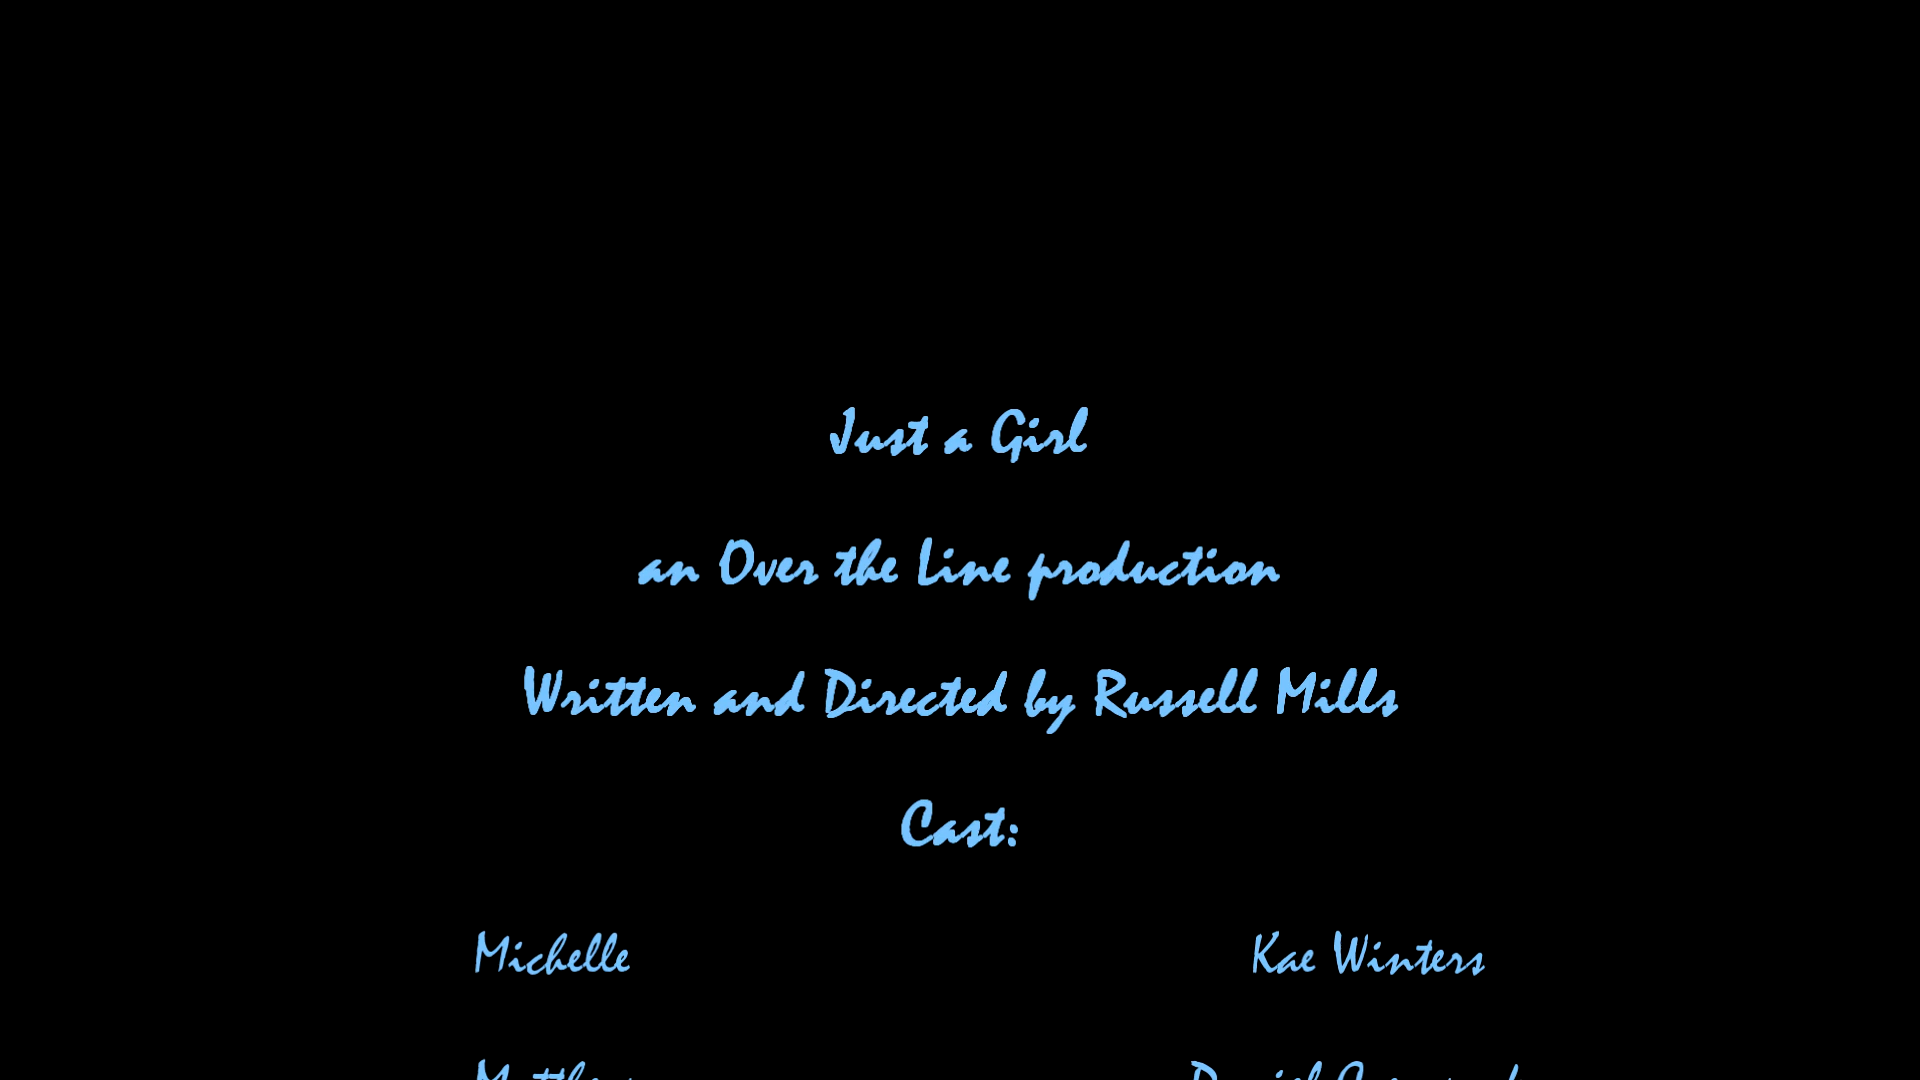 Just a Girl
an Over the Line production
Written and Directed by Russell Mills
Cast:
Michelle Kae Winters